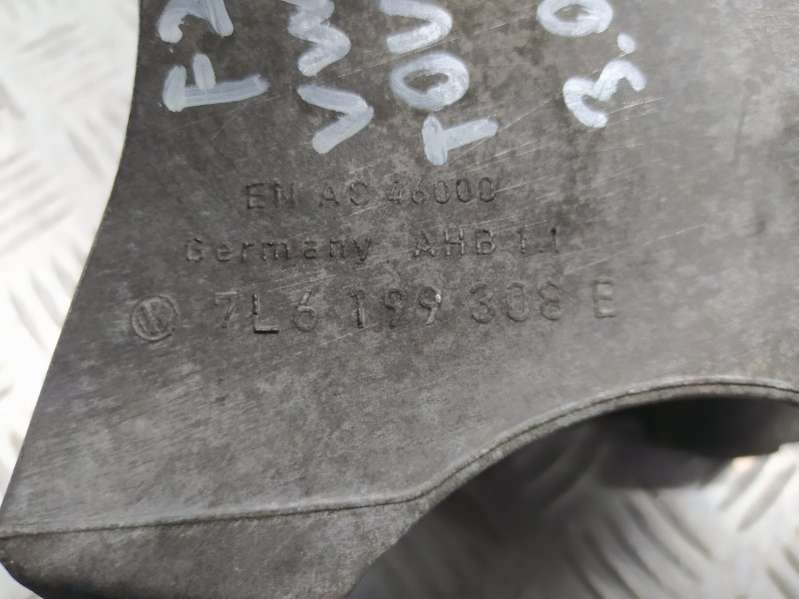 VW
TOU
3.0
EN AC 46000
Germany AHB 1.1
7L6 199 308 E